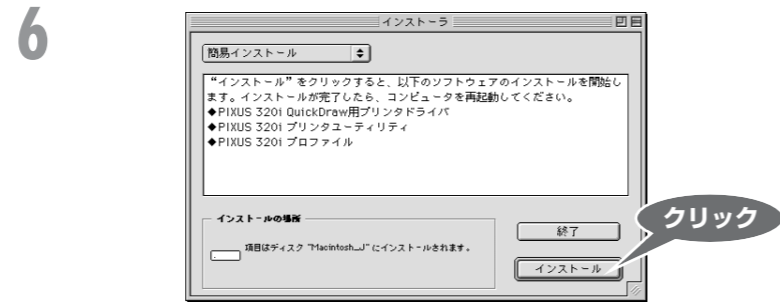 6
インストーラ
簡易インストール
“インストール”をクリックすると、以下のソフトウェアのインストールを開始し
ます。インストールが完了したら、コンピュータを再起動してください。
◆PIXUS 320i QuickDraw用プリンタドライバ
◆PIXUS 320i プリンタユーティリティ
◆PIXUS 320i プロファイル
インストールの場所
項目はディスク "Macintosh_J" にインストールされます。
終了
クリック
インストール